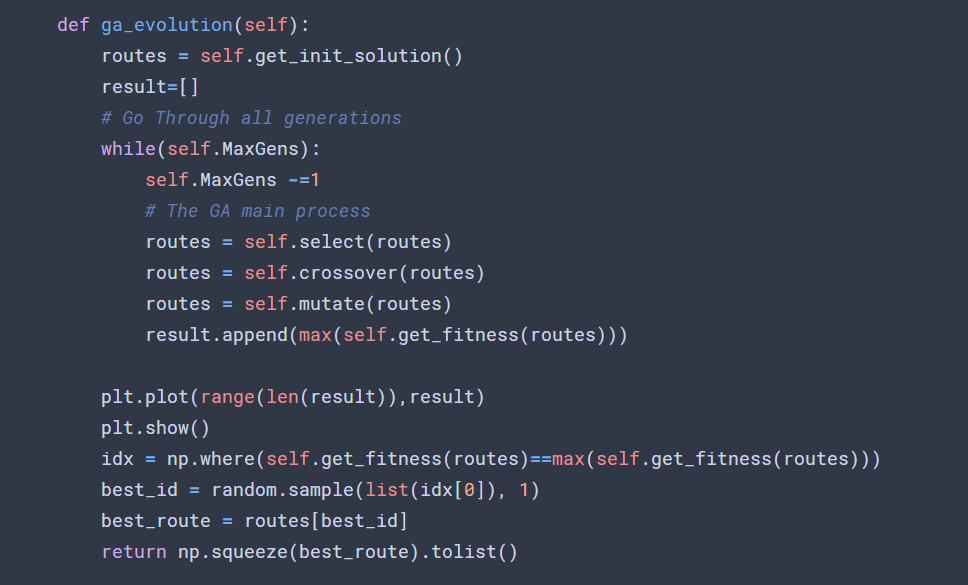 def ga_evolution(self):
    routes = self.get_init_solution()
    result=[]
    # Go Through all generations
    while(self.MaxGens):
        self.MaxGens -=1
        # The GA main process
        routes = self.select(routes)
        routes = self.crossover(routes)
        routes = self.mutate(routes)
        result.append(max(self.get_fitness(routes)))

    plt.plot(range(len(result)),result)
    plt.show()
    idx = np.where(self.get_fitness(routes)==max(self.get_fitness(routes)))
    best_id = random.sample(list(idx[0]), 1)
    best_route = routes[best_id]
    return np.squeeze(best_route).tolist()